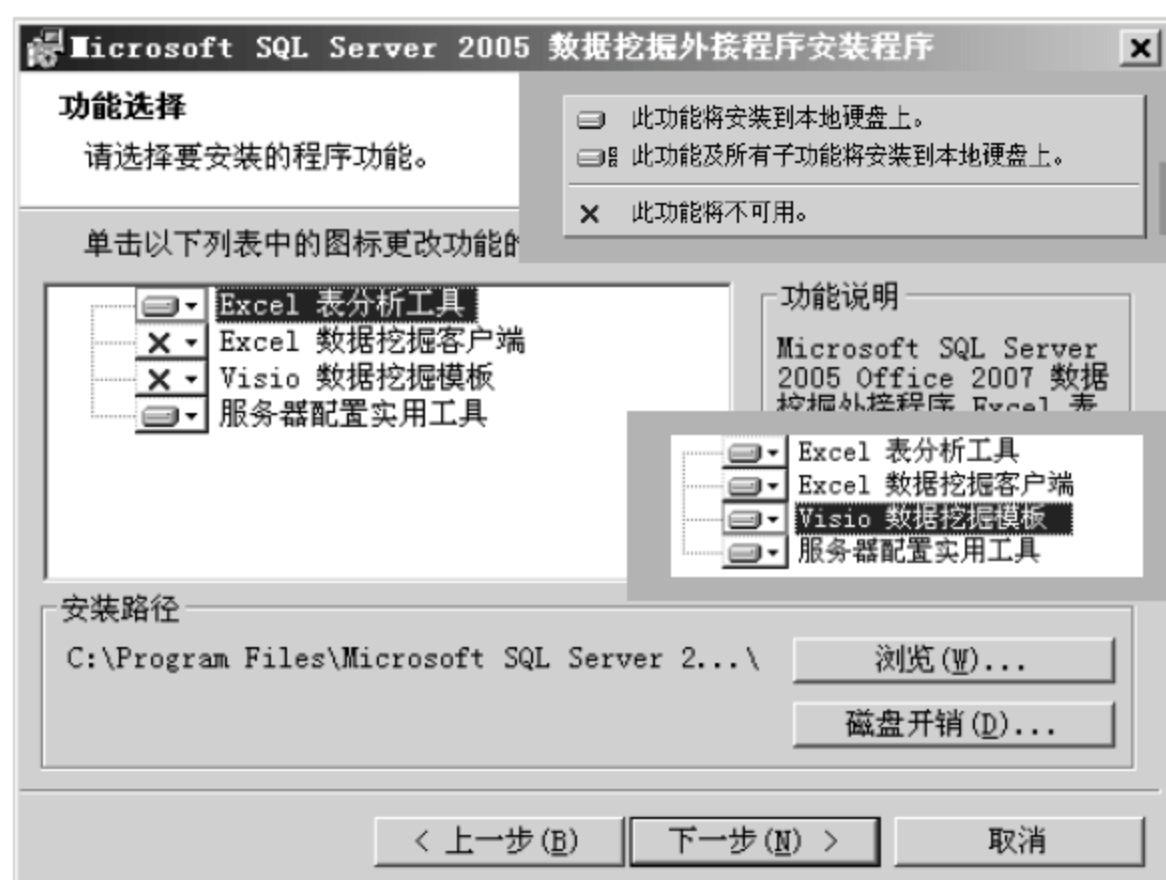 Microsoft SQL Server 2005 数据挖掘外接程序安装程序
功能选择
请选择要安装的程序功能。
此功能将安装到本地硬盘上。
此功能及所有子功能将安装到本地硬盘上。
此功能将不可用。
单击以下列表中的图标更改功能的
Excel 表分析工具
Excel 数据挖掘客户端
Visio 数据挖掘模板
服务器配置实用工具
功能说明
Microsoft SQL Server
2005 Office 2007 数据
挖掘外接程序 Excel 表
Excel 表分析工具
Excel 数据挖掘客户端
Visio 数据挖掘模板
服务器配置实用工具
安装路径
C:\Program Files\Microsoft SQL Server 2...\
浏览(W)...
磁盘开销(D)...
< 上一步(B)
下一步(N) >
取消